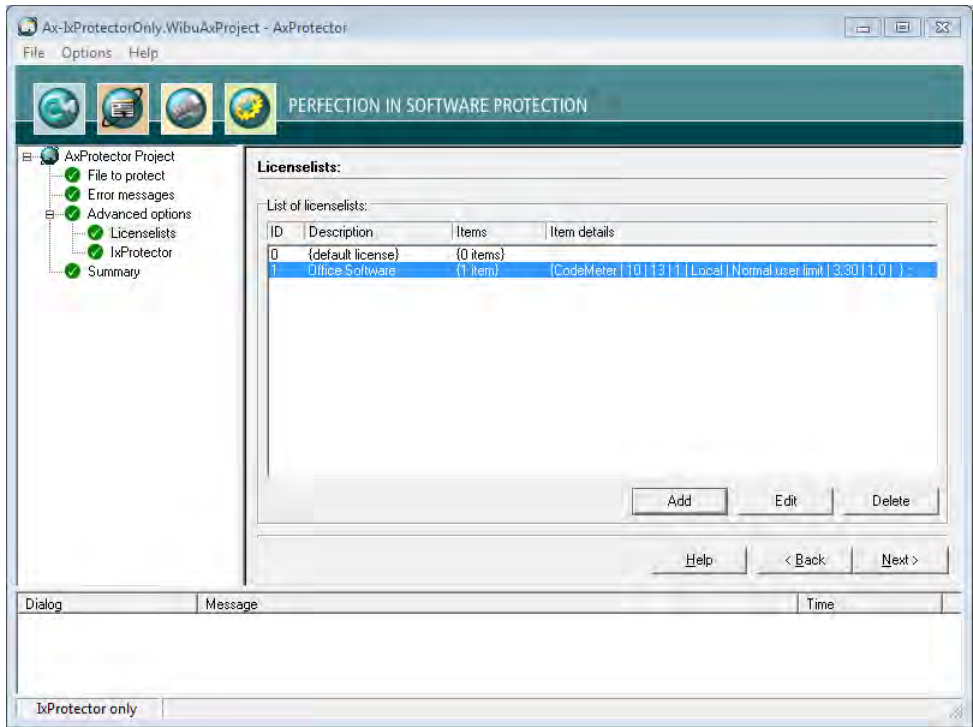 Ax-IxProtectorOnly.WibuAxProject - AxProtector
File Options Help
PERFECTION IN SOFTWARE PROTECTION
AxProtector Project
File to protect
Error messages
Advanced options
Licenselists
IxProtector
Summary
Licenselists:
List of licenselists:
ID Description Items Item details
0 {default license} {0 items}
1 Office Software {1 item} {CodeMeter | 10 | 13 | 1 | Local | Normal user limit | 3.30 | 1.0 | } ::
Add Edit Delete
Help < Back Next >
Dialog Message Time
IxProtector only